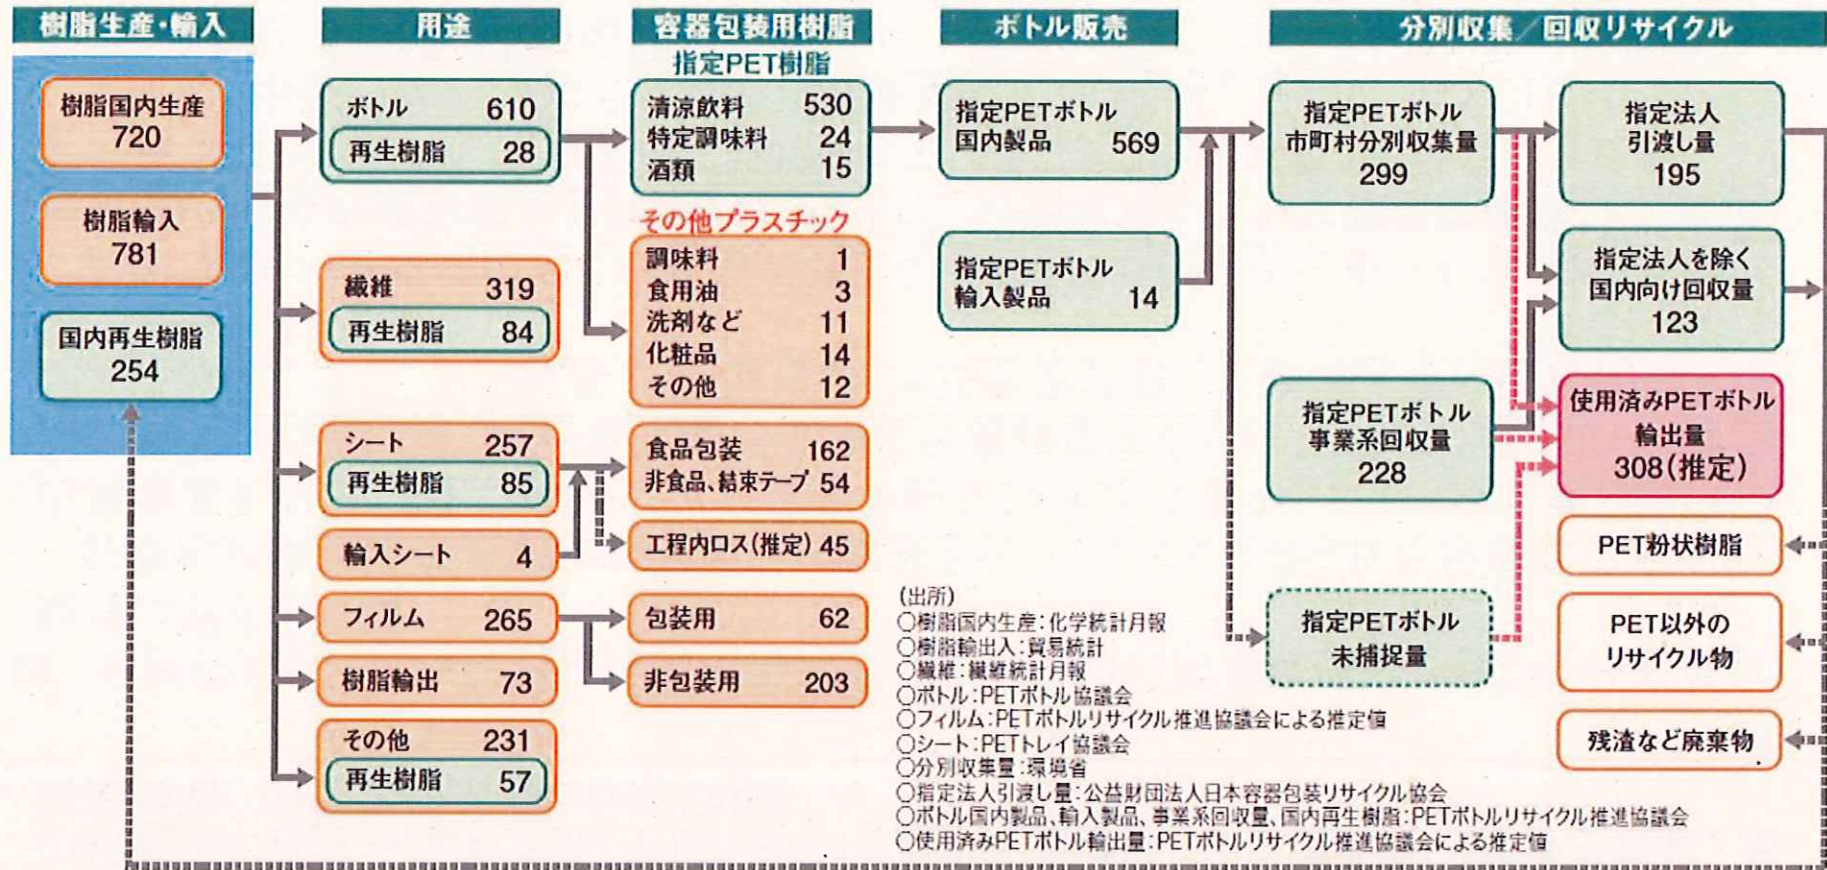 樹脂生産・輸入
樹脂国内生産
720
樹脂輸入
781
国内再生樹脂
254
用途
ボトル 610
再生樹脂 28
繊維 319
再生樹脂 84
シート 257
再生樹脂 85
輸入シート 4
フィルム 265
樹脂輸出 73
その他 231
再生樹脂 57
容器包装用樹脂
指定PET樹脂
清涼飲料 530
特定調味料 24
酒類 15
その他プラスチック
調味料 1
食用油 3
洗剤など 11
化粧品 14
その他 12
食品包装 162
非食品、結束テープ 54
工程内ロス(推定) 45
包装用 62
非包装用 203
ボトル販売
指定PETボトル
国内製品 569
指定PETボトル
輸入製品 14
分別収集／回収リサイクル
指定PETボトル
市町村分別収集量
299
指定PETボトル
事業系回収量
228
指定PETボトル
未捕捉量
指定法人
引渡し量
195
指定法人を除く
国内向け回収量
123
使用済みPETボトル
輸出量
308(推定)
PET粉状樹脂
PET以外の
リサイクル物
残渣など廃棄物
(出所)
○樹脂国内生産:化学統計月報
○樹脂輸出入:貿易統計
○繊維:繊維統計月報
○ボトル:PETボトル協議会
○フィルム:PETボトルリサイクル推進協議会による推定値
○シート:PETトレイ協議会
○分別収集量:環境省
○指定法人引渡し量:公益財団法人日本容器包装リサイクル協会
○ボトル国内製品、輸入製品、事業系回収量、国内再生樹脂:PETボトルリサイクル推進協議会
○使用済みPETボトル輸出量:PETボトルリサイクル推進協議会による推定値